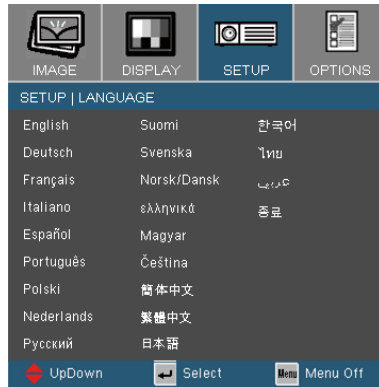 IMAGE DISPLAY SETUP OPTIONS
SETUP | LANGUAGE
English Suomi 한국어
Deutsch Svenska ไทย
Français Norsk/Dansk عربي
Italiano ελληνικά 종료
Español Magyar
Português Čeština
Polski 簡体中文
Nederlands 繁體中文
Русский 日本語
UpDown Select Menu Menu Off